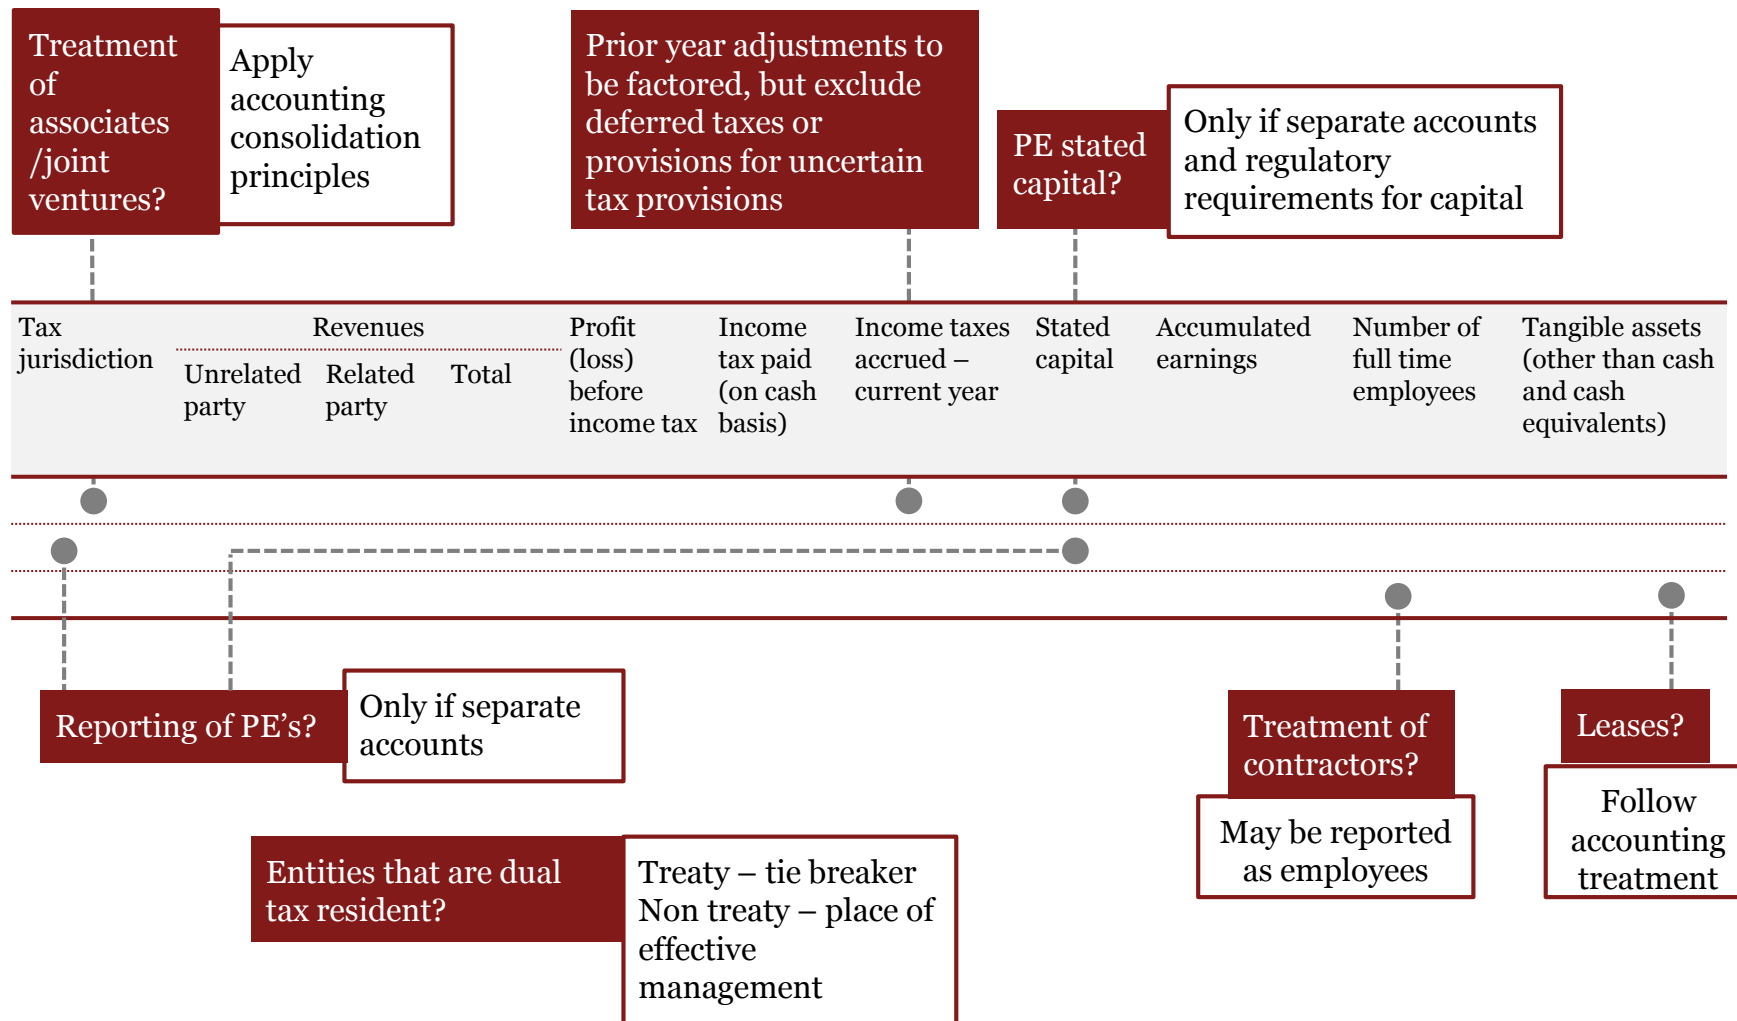 Treatment
of
associates
/joint
ventures?
Apply
accounting
consolidation
principles
Prior year adjustments to
be factored, but exclude
deferred taxes or
provisions for uncertain
tax provisions
PE stated
capital?
Only if separate accounts
and regulatory
requirements for capital
Tax
jurisdiction
Revenues
Unrelated
party
Related
party
Total
Profit
(loss)
before
income tax
Income
tax paid
(on cash
basis)
Income taxes
accrued –
current year
Stated
capital
Accumulated
earnings
Number of
full time
employees
Tangible assets
(other than cash
and cash
equivalents)
Reporting of PE’s?
Only if separate
accounts
Entities that are dual
tax resident?
Treaty – tie breaker
Non treaty – place of
effective
management
Treatment of
contractors?
May be reported
as employees
Leases?
Follow
accounting
treatment